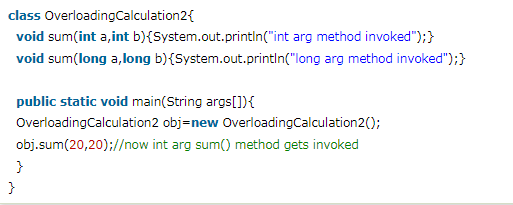 class OverloadingCalculation2{
void sum(int a,int b){System.out.println("int arg method invoked");}
void sum(long a,long b){System.out.println("long arg method invoked");}
public static void main(String args[]){
OverloadingCalculation2 obj=new OverloadingCalculation2();
obj.sum(20,20);//now int arg sum() method gets invoked
}
}